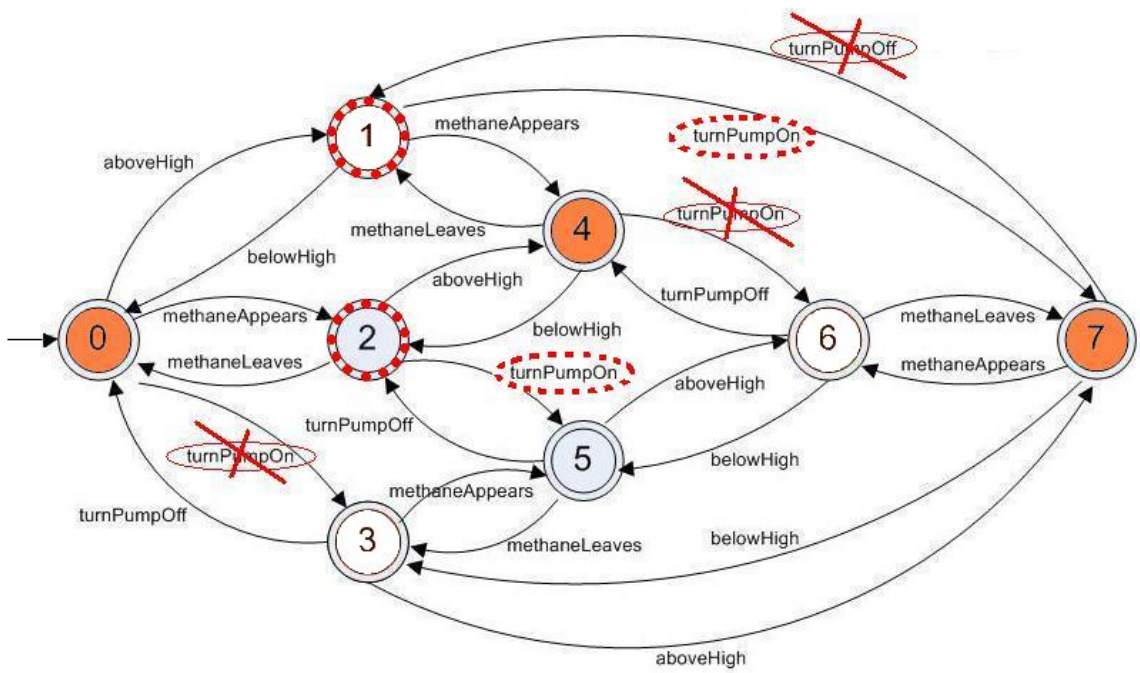 turnPumpOff
1
methaneAppears
turnPumpOn
aboveHigh
4
turnPumpOn
methaneLeaves
belowHigh
aboveHigh
turnPumpOff
methaneAppears
belowHigh
methaneLeaves
0
2
6
7
methaneLeaves
turnPumpOn
aboveHigh
methaneAppears
turnPumpOff
turnPumpOn
5
belowHigh
methaneAppears
turnPumpOff
3
methaneLeaves
belowHigh
aboveHigh